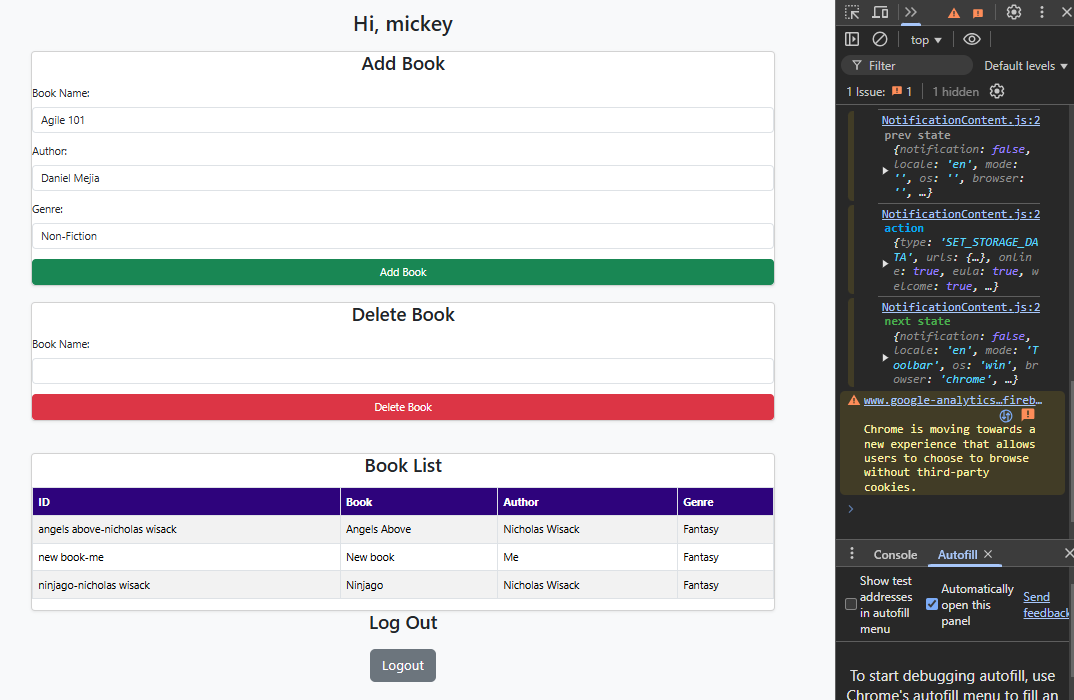 Hi, mickey
Add Book
Book Name:
Agile 101
Author:
Daniel Mejia
Genre:
Non-Fiction
Add Book
Delete Book
Book Name:
Delete Book
Book List
ID Book Author Genre
angels above-nicholas wisack Angels Above Nicholas Wisack Fantasy
new book-me New book Me Fantasy
ninjago-nicholas wisack Ninjago Nicholas Wisack Fantasy
Log Out
Logout
top
Filter Default levels
1 Issue: 1 1 hidden
NotificationContent.js:2
prev state
{notification: false,
locale: 'en', mode:
'', os: '', browser:
'', …}
NotificationContent.js:2
action
{type: 'SET_STORAGE_DA
TA', urls: {…}, onlin
e: true, eula: true, w
elcome: true, …}
NotificationContent.js:2
next state
{notification: false,
locale: 'en', mode: 'T
oolbar', os: 'win', br
owser: 'chrome', …}
www.google-analytics…fireb…
Chrome is moving towards a
new experience that allows
users to choose to browse
without third-party
cookies.
Console Autofill
Show test
addresses
in autofill
menu
Automatically
open this
panel
Send
feedback
To start debugging autofill, use
Chrome's autofill menu to fill an